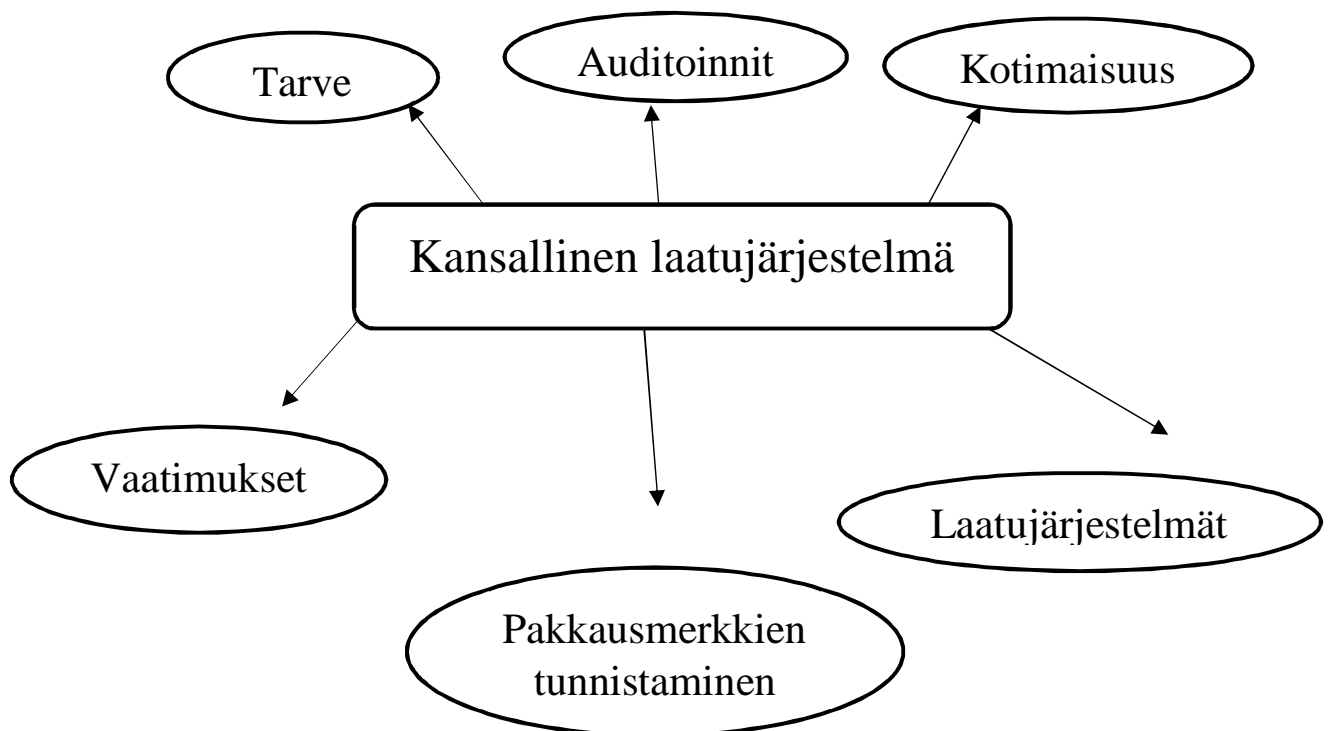 Tarve
Auditoinnit
Kotimaisuus
Kansallinen laatujärjestelmä
Vaatimukset
Laatujärjestelmät
Pakkausmerkkien
tunnistaminen